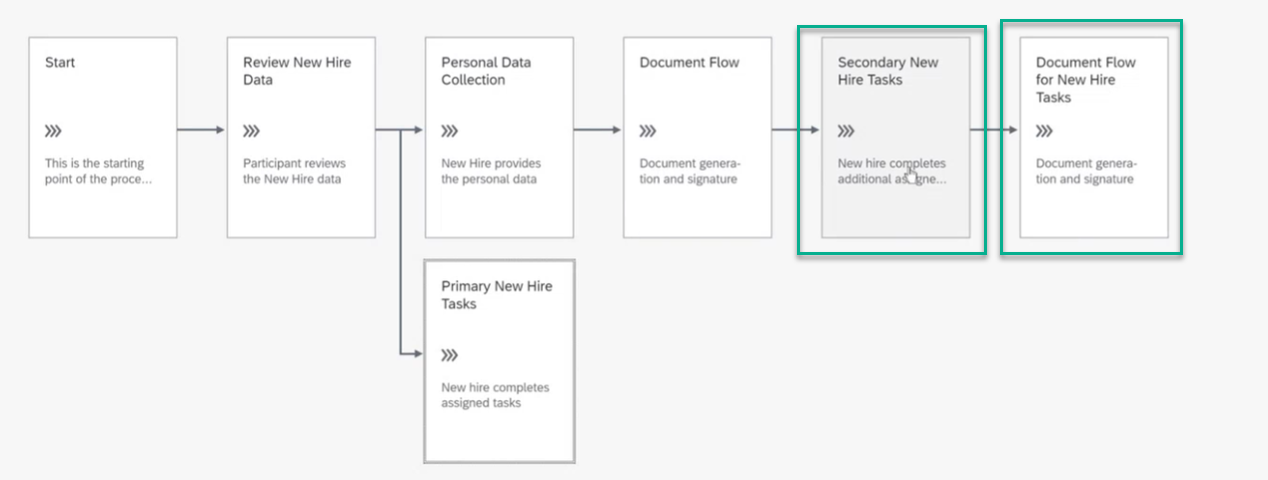 Start
This is the starting
point of the proce...
Review New Hire
Data
Participant reviews
the New Hire data
Personal Data
Collection
New Hire provides
the personal data
Document Flow
Document genera-
tion and signature
Secondary New
Hire Tasks
New hire completes
additional assigne...
Document Flow
for New Hire
Tasks
Document genera-
tion and signature
Primary New Hire
Tasks
New hire completes
assigned tasks